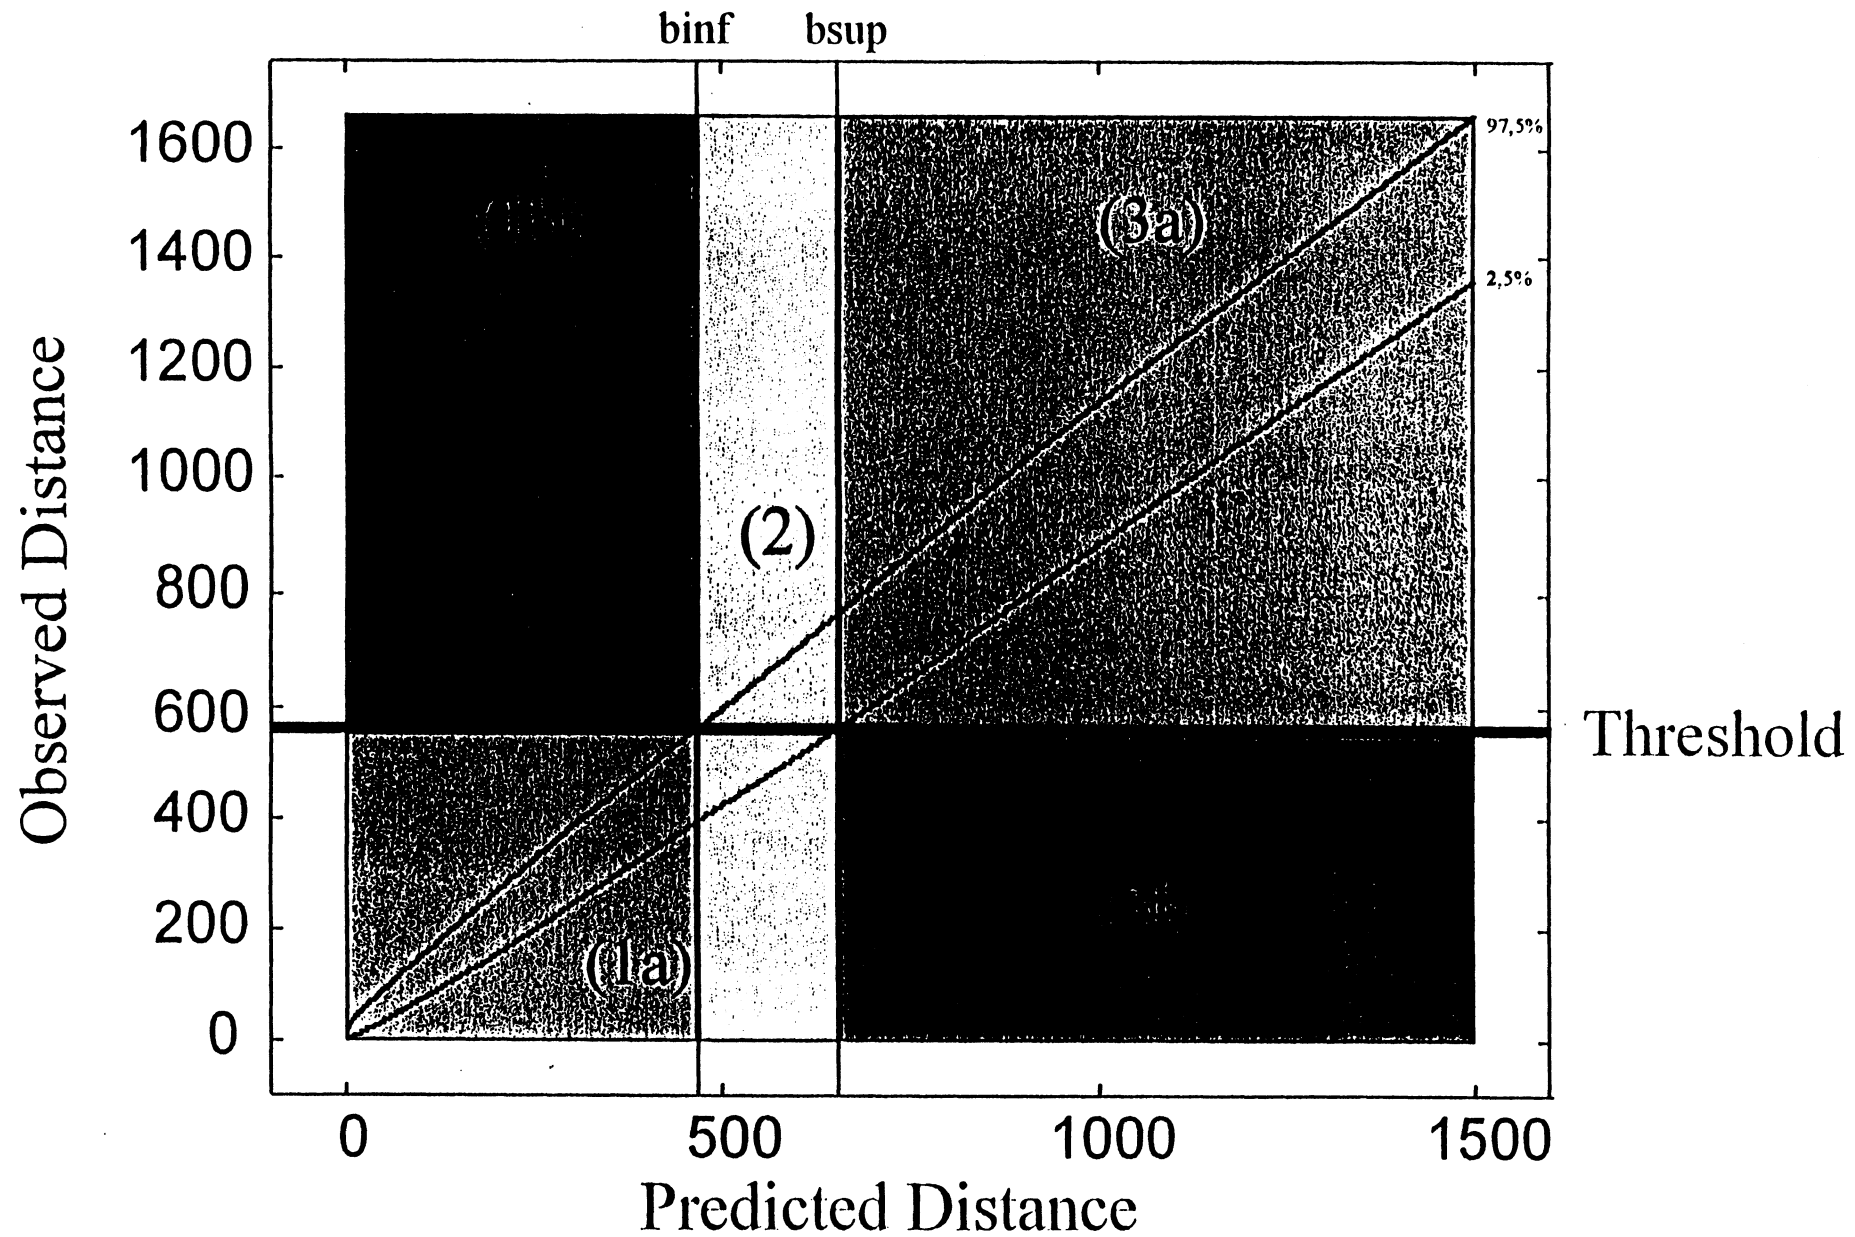 binf bsup
1600
97,5%
(3a)
1400
2,5%
1200
1000
(2)
800
600
Threshold
400
200
(1a)
0
0 500 1000 1500
Predicted Distance
Observed Distance